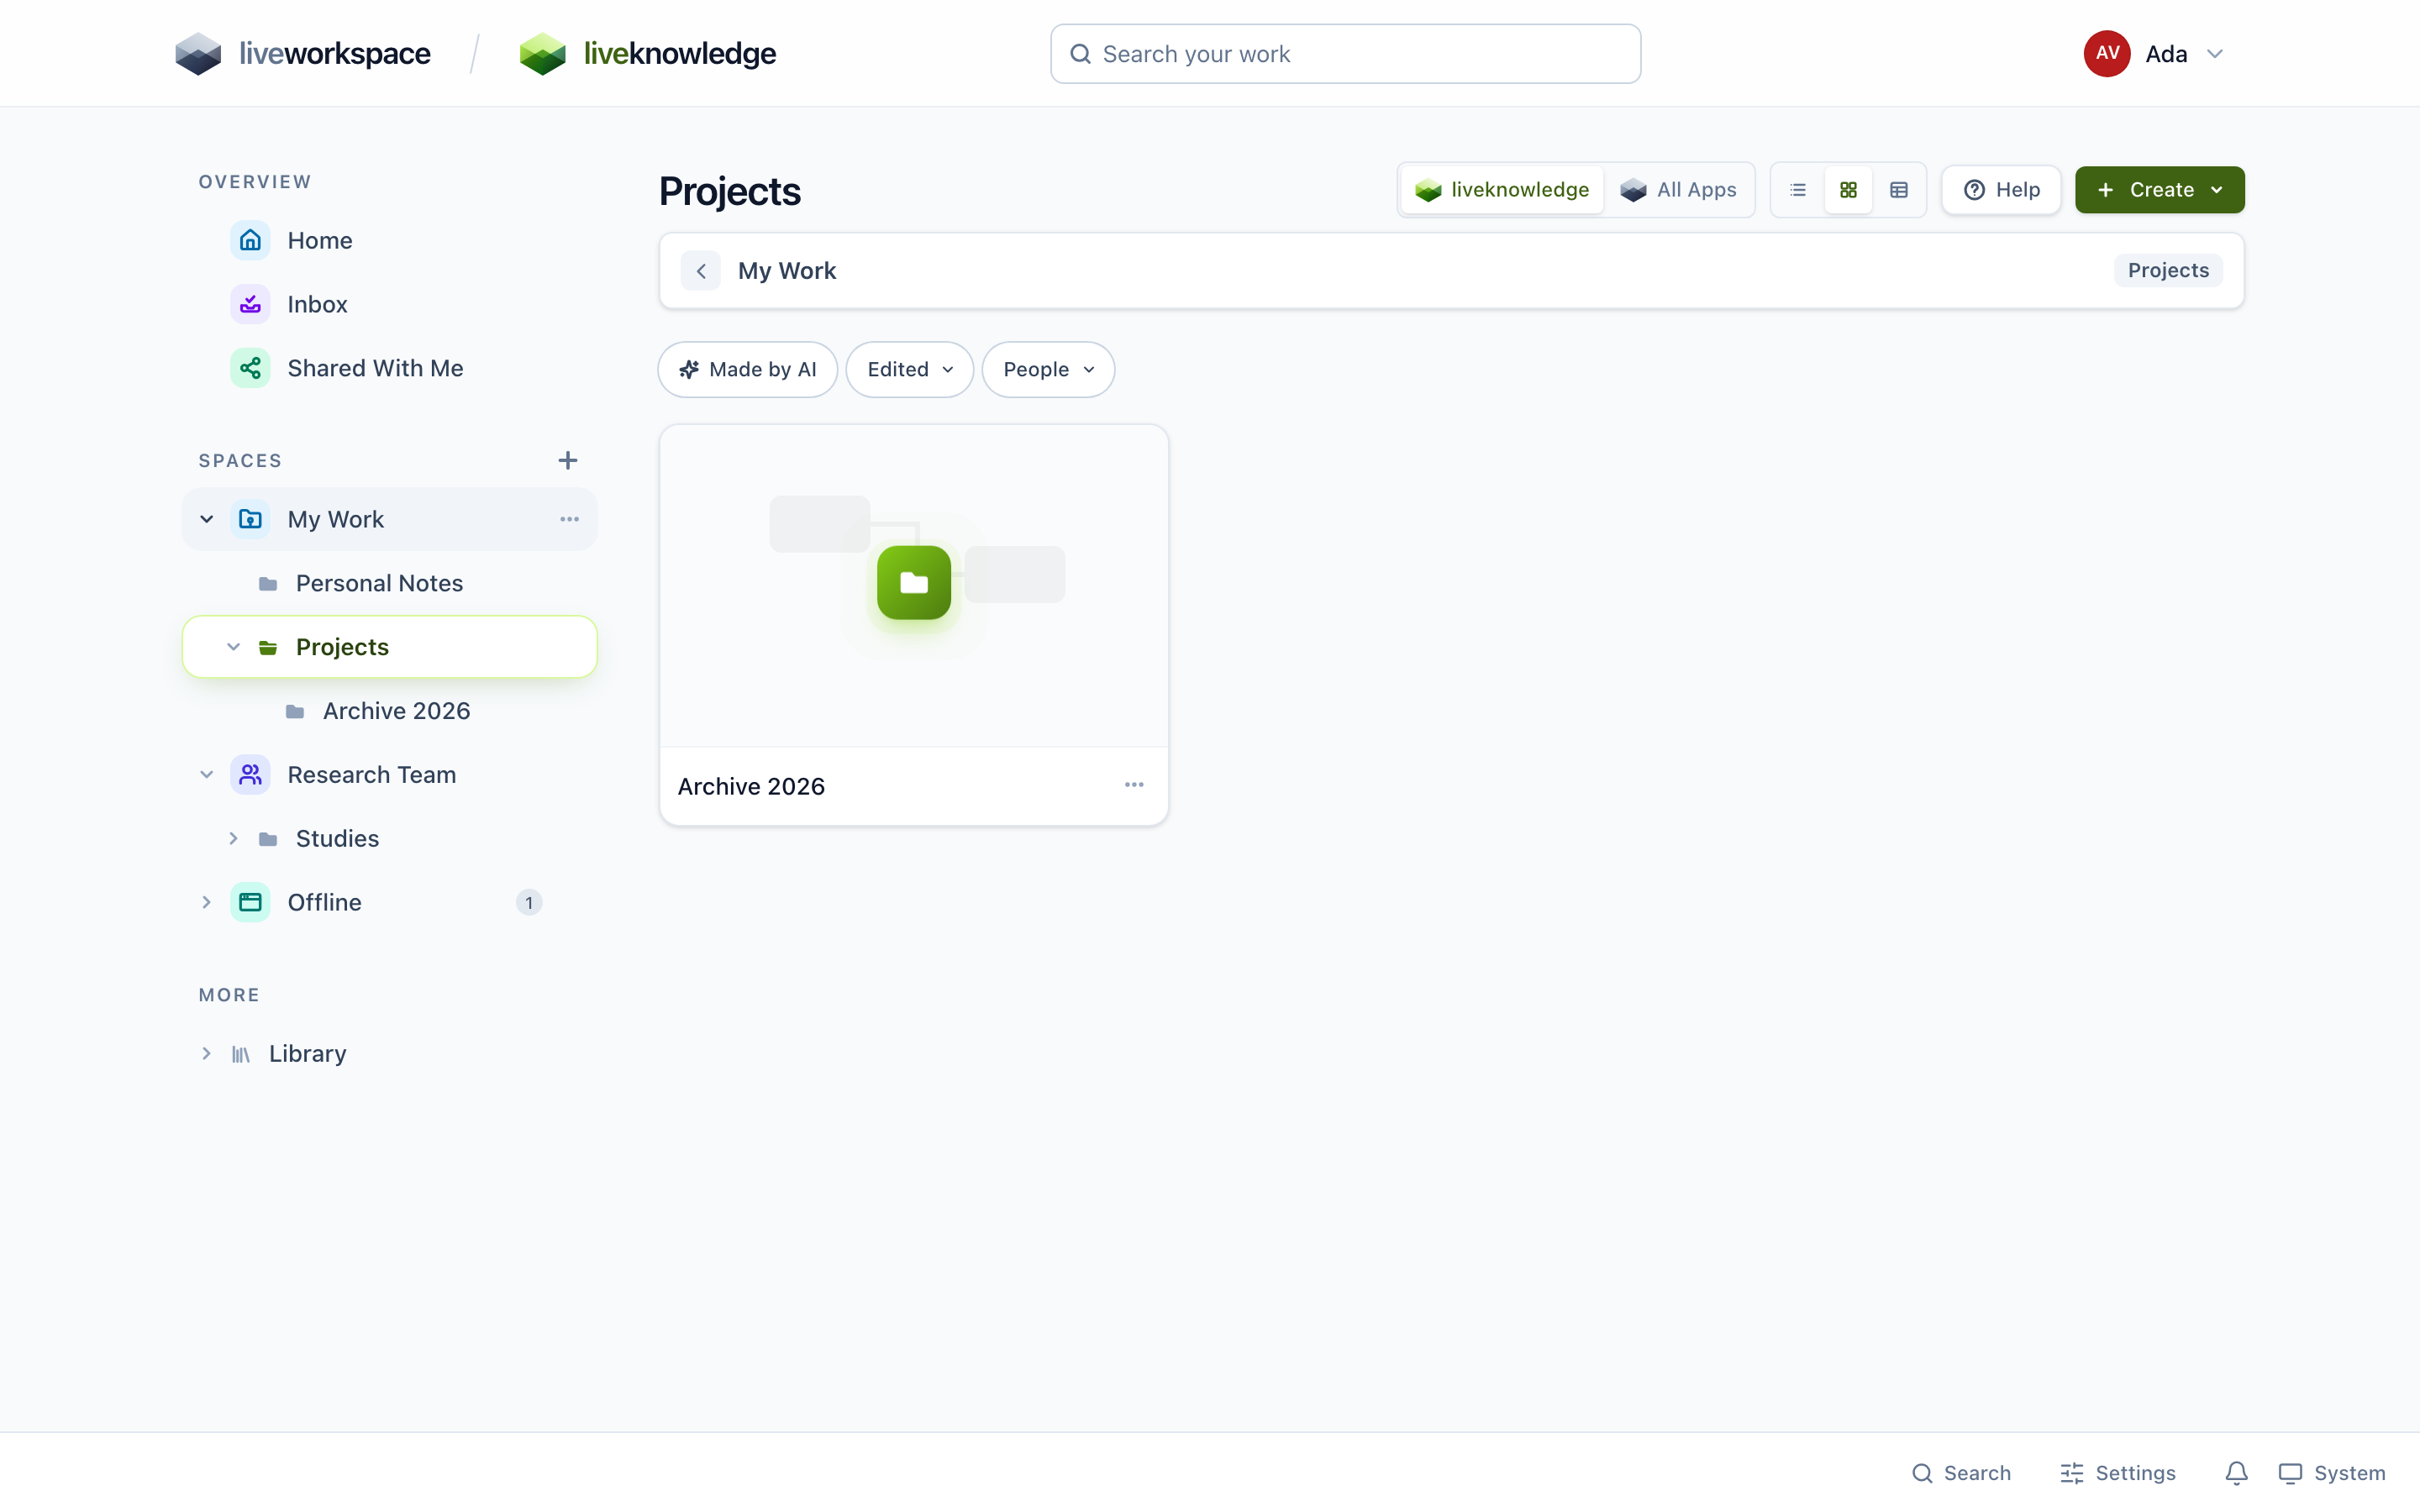 liveworkspace
liveknowledge
Search your work
AV
Ada
OVERVIEW
Home
Inbox
Shared With Me
SPACES
My Work
Personal Notes
Projects
Archive 2026
Research Team
Studies
Offline
1
MORE
Library
Projects
liveknowledge
All Apps
Help
Create
My Work
Projects
Made by AI
Edited
People
Archive 2026
Search
Settings
System